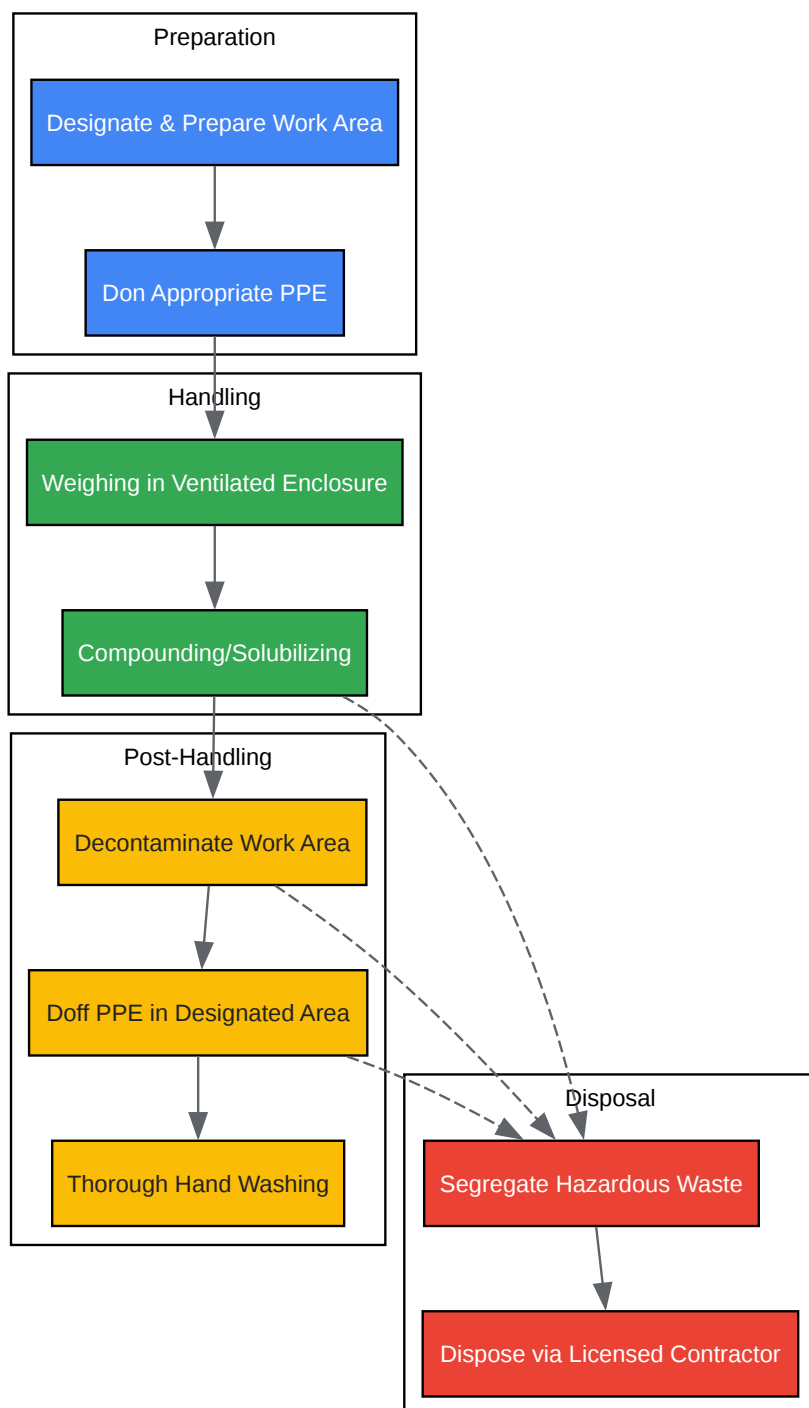 Preparation
Designate & Prepare Work Area
Don Appropriate PPE
Handling
Weighing in Ventilated Enclosure
Compounding/Solubilizing
Post-Handling
Decontaminate Work Area
Doff PPE in Designated Area
Thorough Hand Washing
Disposal
Segregate Hazardous Waste
Dispose via Licensed Contractor